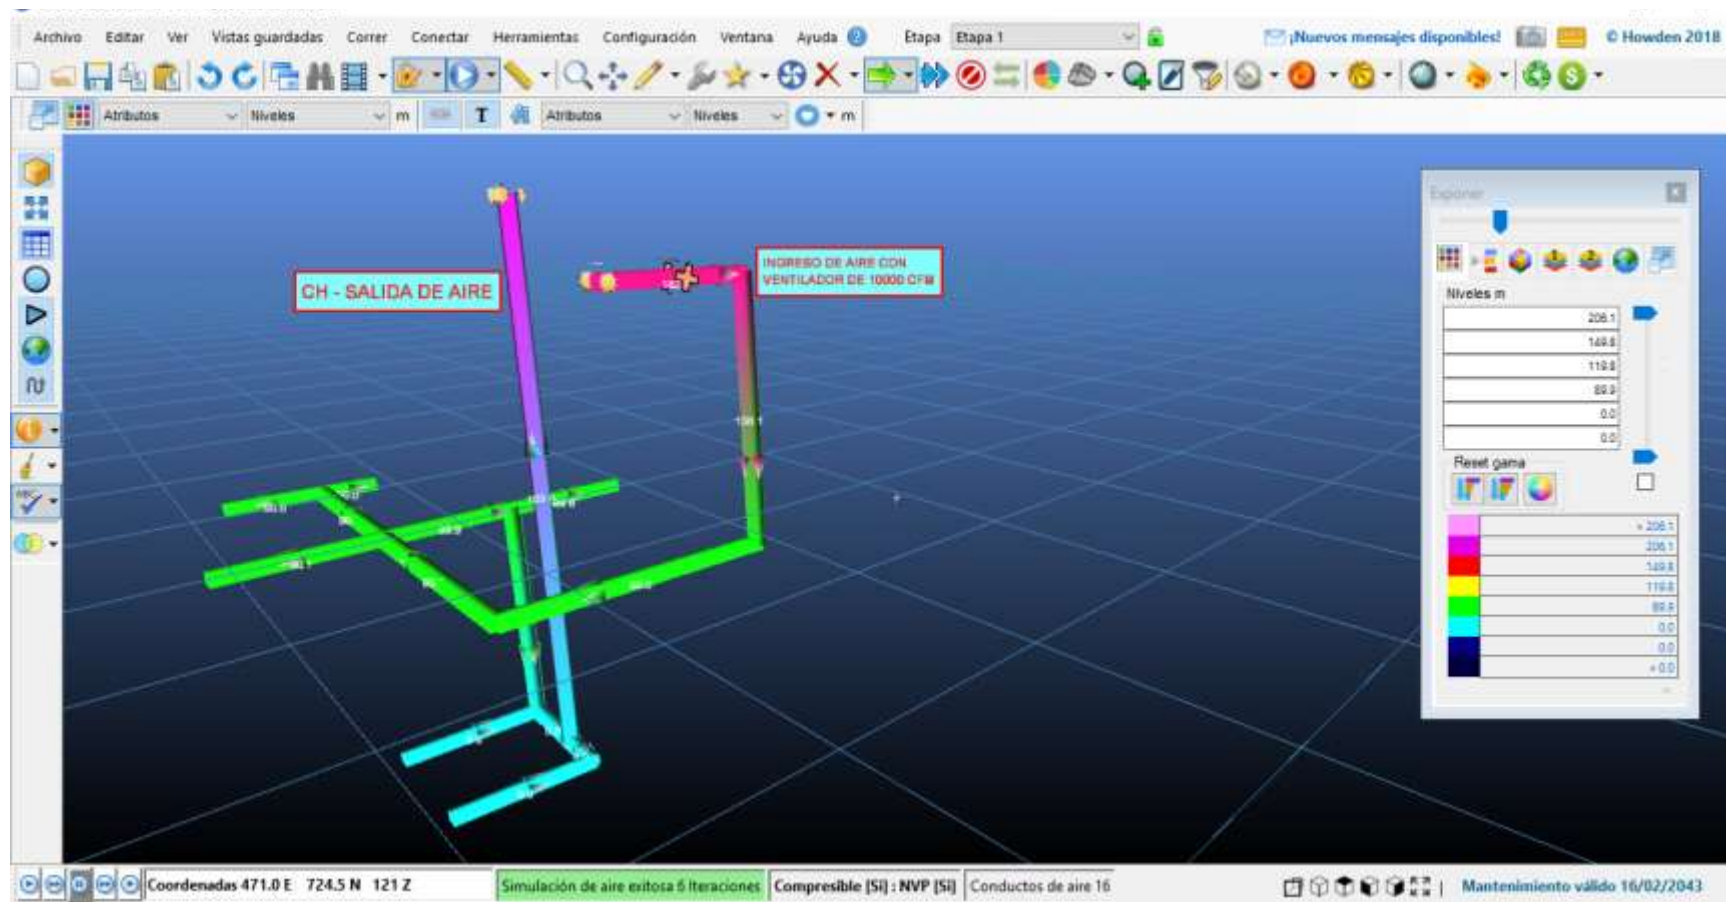 Archivo Editar Ver Vistas guardadas Correr Conectar Herramientas Configuración Ventana Ayuda Etapa Etapa 1 ¡Nuevos mensajes disponibles! © Howden 2018
Atributos Niveles m T Atributos Niveles m
CH - SALIDA DE AIRE
INGRESO DE AIRE CON
VENTILADOR DE 10000 CFM
Exponer
Niveles m
206.1
149.8
119.8
89.9
0.0
0.0
Reset gama
206.1
206.1
149.8
119.8
89.9
0.0
0.0
Coordenadas 471.0 E 724.5 N 121 Z Simulación de aire exitosa 6 Iteraciones Compresible [Si] : NVP [Si] Conductos de aire 16 Mantenimiento válido 16/02/2043